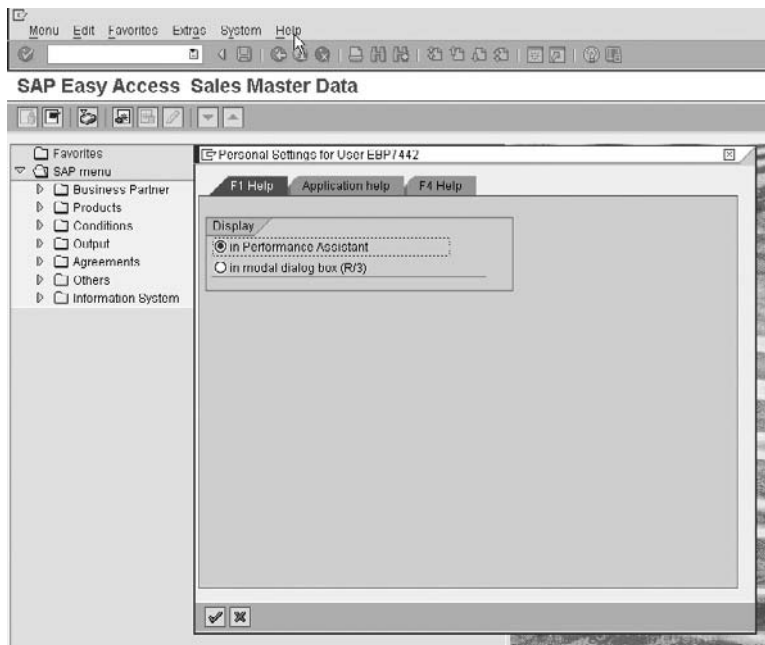 Menu Edit Favorites Extras System Help
SAP Easy Access Sales Master Data
Favorites
SAP menu
Business Partner
Products
Conditions
Output
Agreements
Others
Information System
Personal Settings for User EBP7442
F1 Help Application help F4 Help
Display
in Performance Assistant
in modal dialog box (R/3)